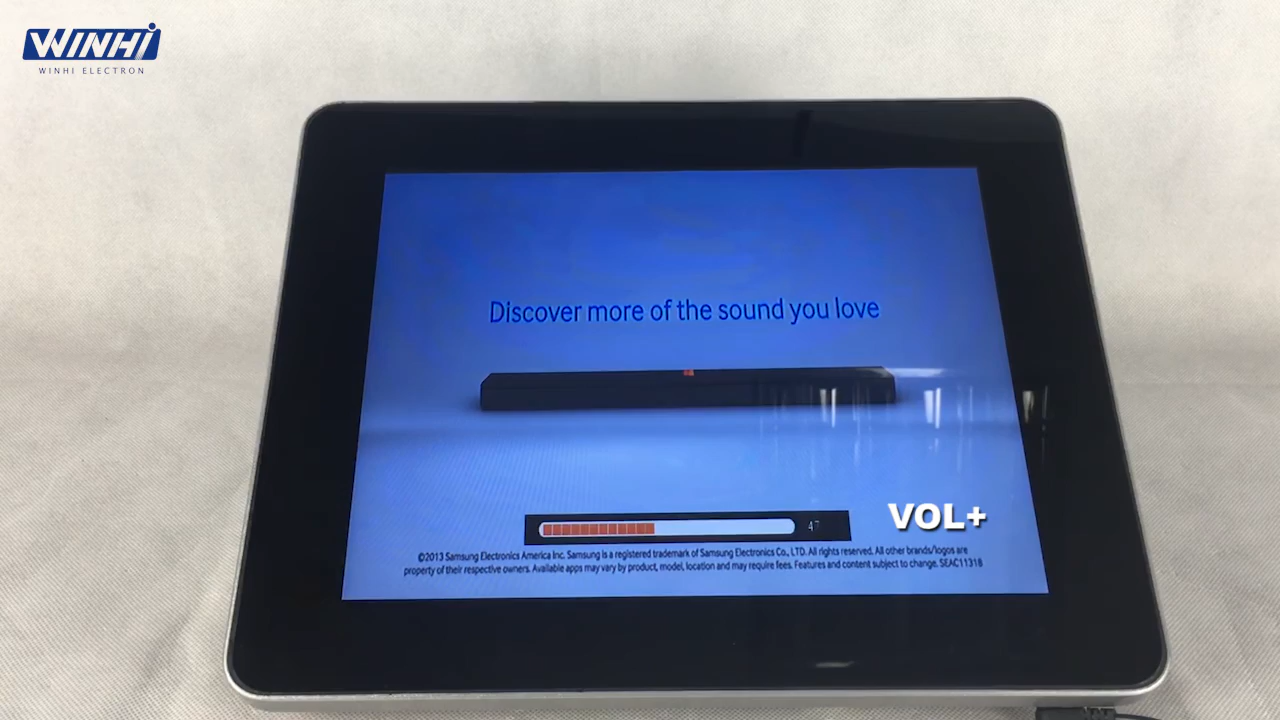 WINHI
WINHI ELECTRON
Discover more of the sound you love
47
VOL+
©2013 Samsung Electronics America Inc. Samsung is a registered trademark of Samsung Electronics Co., LTD. All rights reserved. All other brands/logos are
property of their respective owners. Available apps may vary by product, model, location and may require fees. Features and content subject to change. SEAC11318